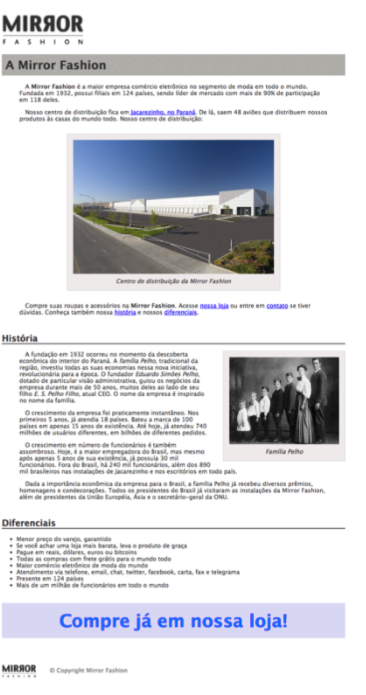 MIRROR
FASHION
A Mirror Fashion
A Mirror Fashion é a maior empresa comércio eletrônico no segmento de moda em todo o mundo.
Fundada em 1932, possui filiais em 124 países, sendo líder de mercado com mais de 90% de participação
em 118 deles.
Nosso centro de distribuição fica em Jacarezinho, no Paraná. De lá, saem 48 aviões que distribuem nossos
produtos às casas do mundo todo. Nosso centro de distribuição:
Centro de distribuição da Mirror Fashion
Compre suas roupas e acessórios na Mirror Fashion. Acesse nossa loja ou entre em contato se tiver
dúvidas. Conheça também nossa história e nossos diferenciais.
História
A fundação em 1932 ocorreu no momento da descoberta
econônica do interior do Paraná. A família Pelho, tradicional da
região, investiu todas as suas economias nessa nova iniciativa,
revolucionária para a época. O fundador Eduardo Simões Pelho,
dotado de particular visão administrativa, guiou os negócios da
empresa durante mais de 50 anos, muitos deles ao lado de seu
filho E. S. Pelho Filho, atual CEO. O nome da empresa é inspirado
no nome da família.
O crescimento da empresa foi praticamente instantâneo. Nos
primeiros 5 anos, já atendia 18 países. Bateu a marca de 100
países em apenas 15 anos de existência. Até hoje, já atendeu 740
milhões de usuários diferentes, em bilhões de diferentes pedidos.
O crescimento em número de funcionários é também
assombroso. Hoje, é a maior empregadora do Brasil, mas mesmo
após apenas 5 anos de sua existência, já possuía 30 mil
funcionários. Fora do Brasil, há 240 mil funcionários, além dos 890
mil brasileiros nas instalações de Jacarezinho e nos escritórios em todo país.
Família Pelho
Dada a importância econômica da empresa para o Brasil, a família Pelho já recebeu diversos prêmios,
homenagens e condecorações. Todos os presidentes do Brasil já visitaram as instalações da Mirror Fashion,
além de presidentes da União Européia, Ásia e o secretário-geral da ONU.
Diferenciais
• Menor preço do varejo, garantido
• Se você achar uma loja mais barata, leva o produto de graça
• Pague em reais, dólares, euros ou bitcoins
• Todas as compras com frete grátis para o mundo todo
• Maior comércio eletrônico de moda do mundo
• Atendimento via telefone, email, chat, twitter, facebook, carta, fax e telegrama
• Presente em 124 países
• Mais de um milhão de funcionários em todo o mundo
Compre já em nossa loja!
MIRROR
FASHION
© Copyright Mirror Fashion